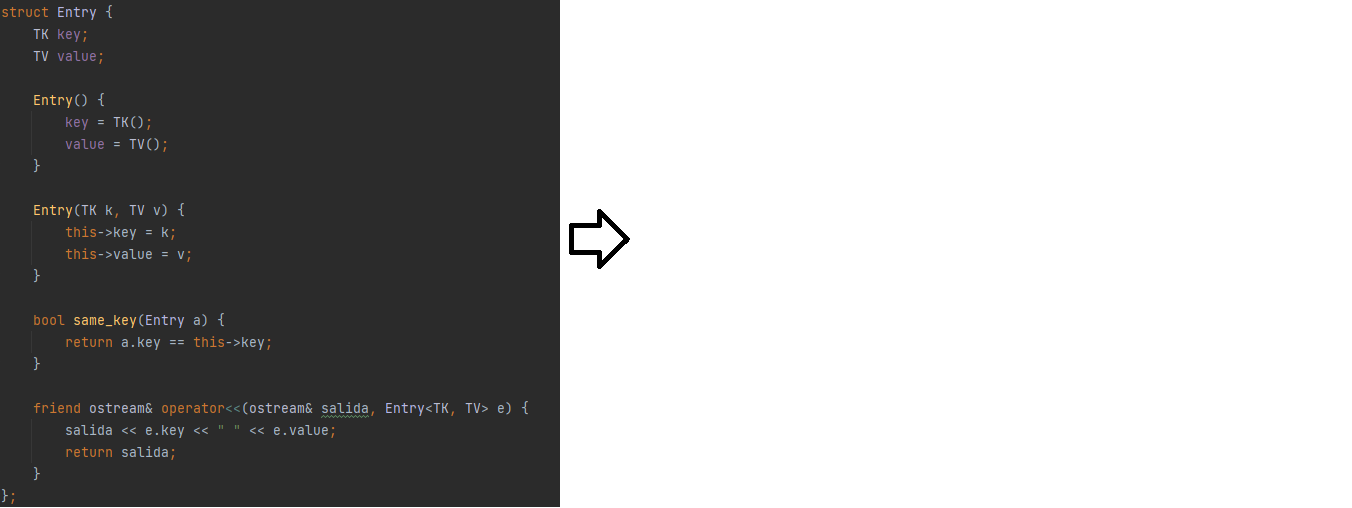 struct Entry {
    TK key;
    TV value;

    Entry() {
        key = TK();
        value = TV();
    }

    Entry(TK k, TV v) {
        this->key = k;
        this->value = v;
    }

    bool same_key(Entry a) {
        return a.key == this->key;
    }

    friend ostream& operator<<(ostream& salida, Entry<TK, TV> e) {
        salida << e.key << " " << e.value;
        return salida;
    }
};